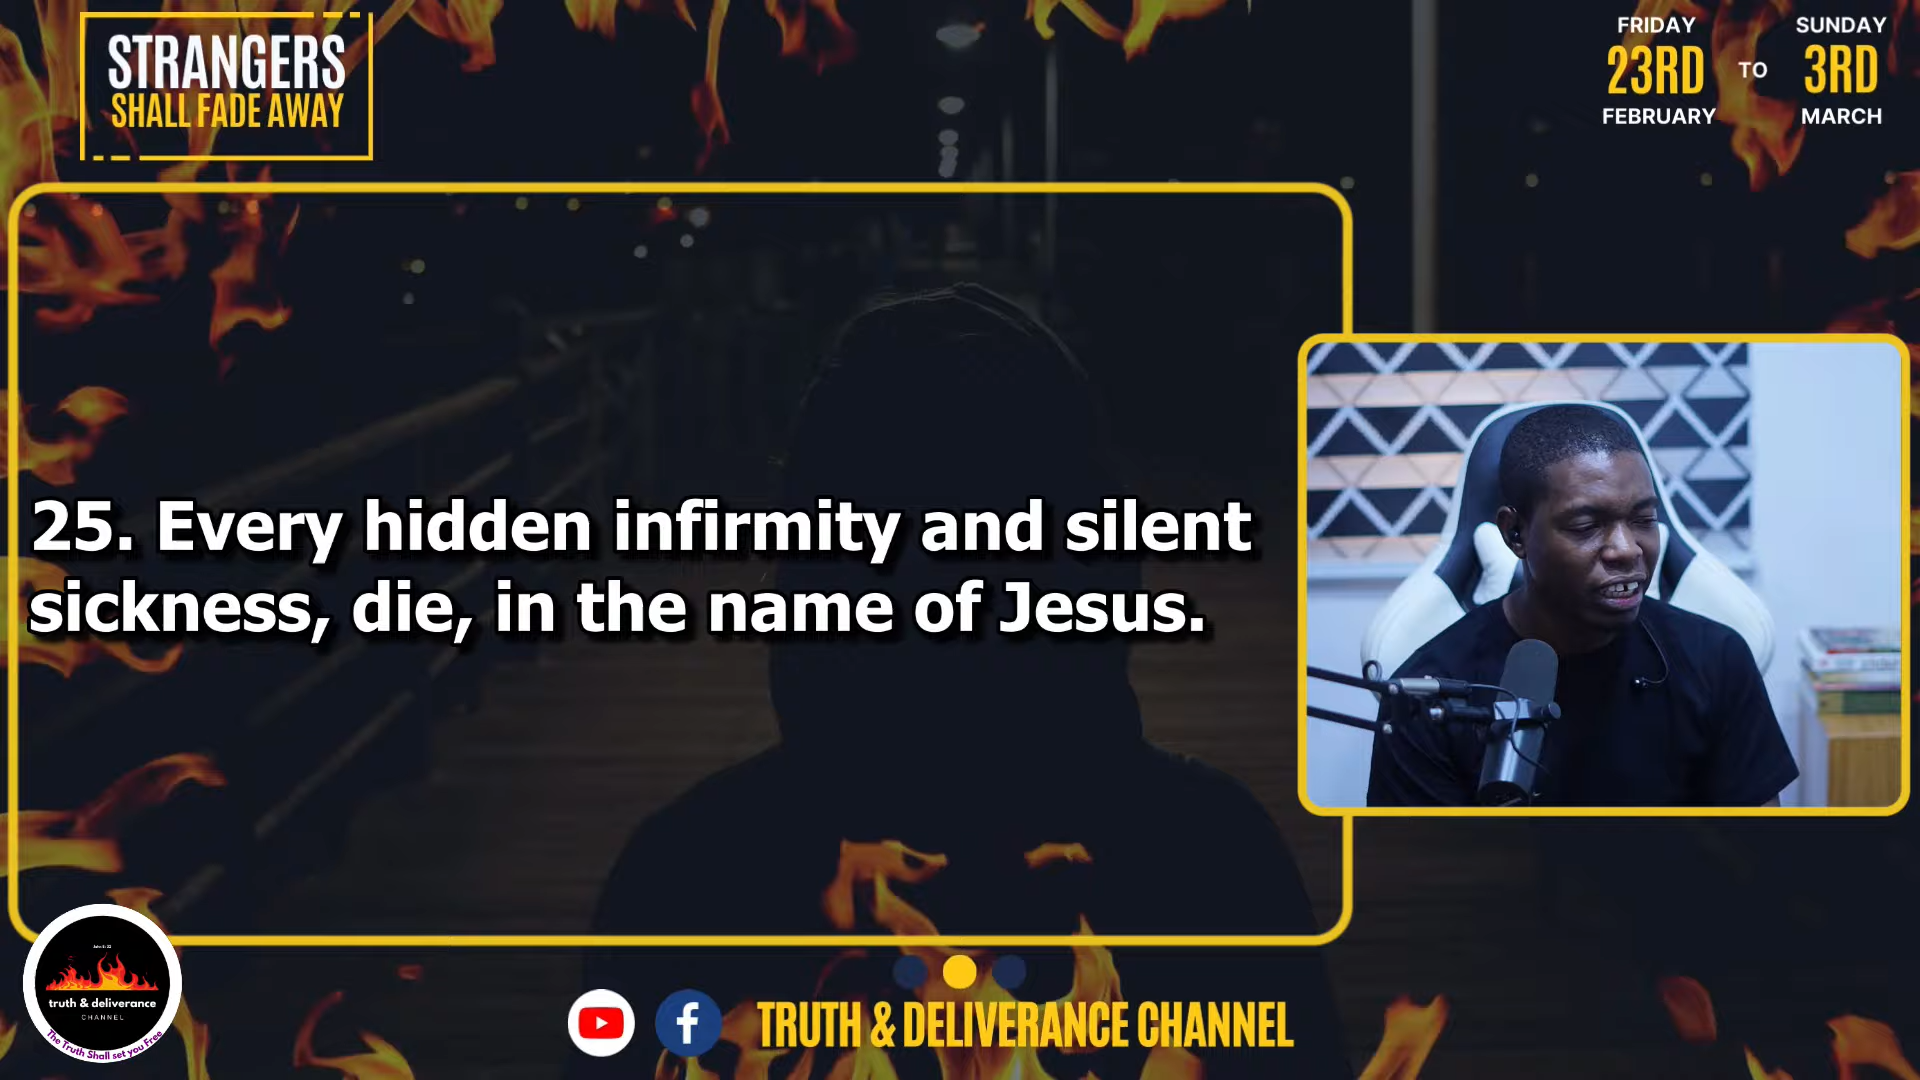 STRANGERS
SHALL FADE AWAY
FRIDAY
23RD
FEBRUARY
TO
SUNDAY
3RD
MARCH
25. Every hidden infirmity and silent
sickness, die, in the name of Jesus.
truth & deliverance
CHANNEL
The Truth Shall set you Free
TRUTH & DELIVERANCE CHANNEL